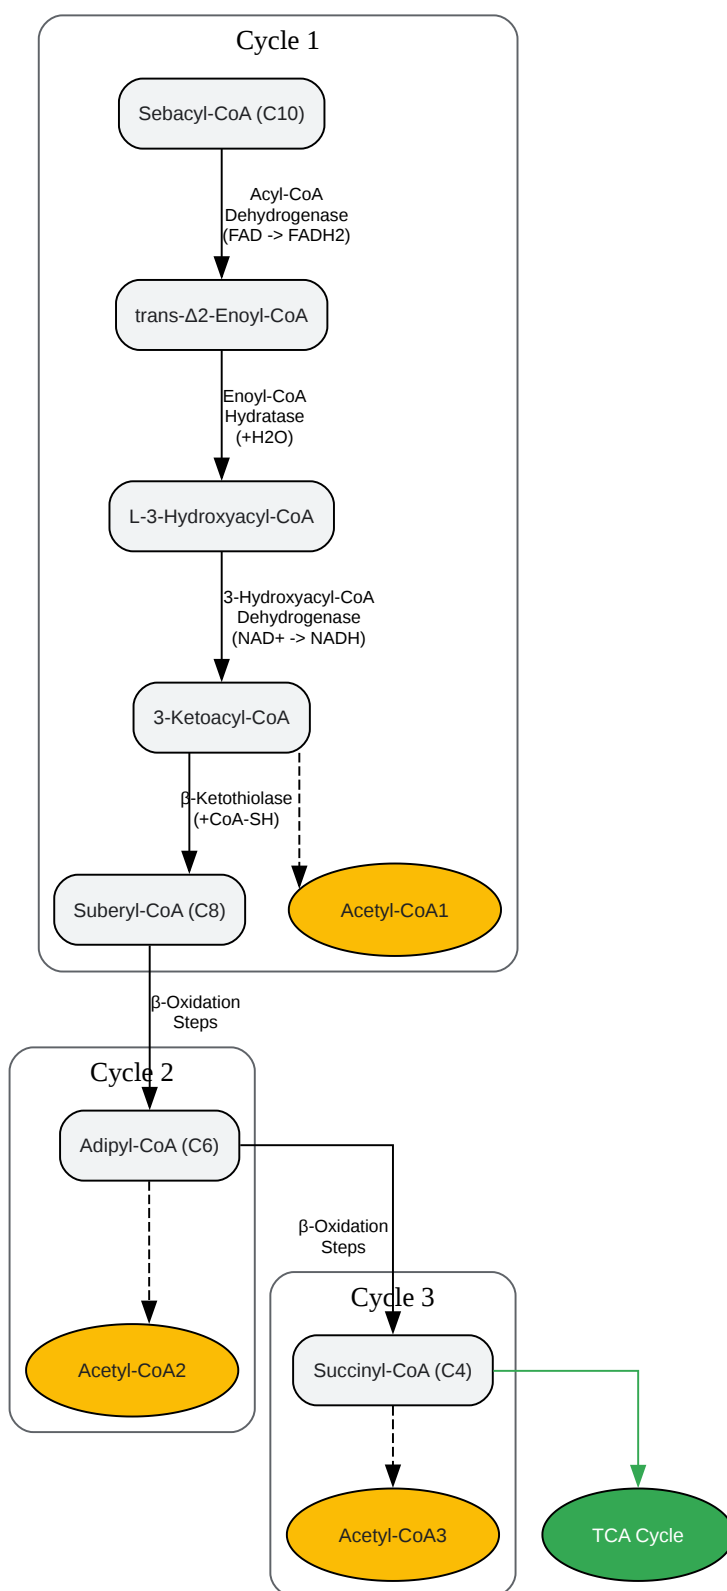 Cycle 1
Sebacyl-CoA (C10)
Acyl-CoA
Dehydrogenase
(FAD -> FADH2)
trans-Δ2-Enoyl-CoA
Enoyl-CoA
Hydratase
(+H2O)
L-3-Hydroxyacyl-CoA
3-Hydroxyacyl-CoA
Dehydrogenase
(NAD+ -> NADH)
3-Ketoacyl-CoA
β-Ketothiolase
(+CoA-SH)
Suberyl-CoA (C8)
Acetyl-CoA1
β-Oxidation
Steps
Cycle 2
Adipyl-CoA (C6)
β-Oxidation
Steps
Cycle 3
Acetyl-CoA2
Succinyl-CoA (C4)
Acetyl-CoA3
TCA Cycle